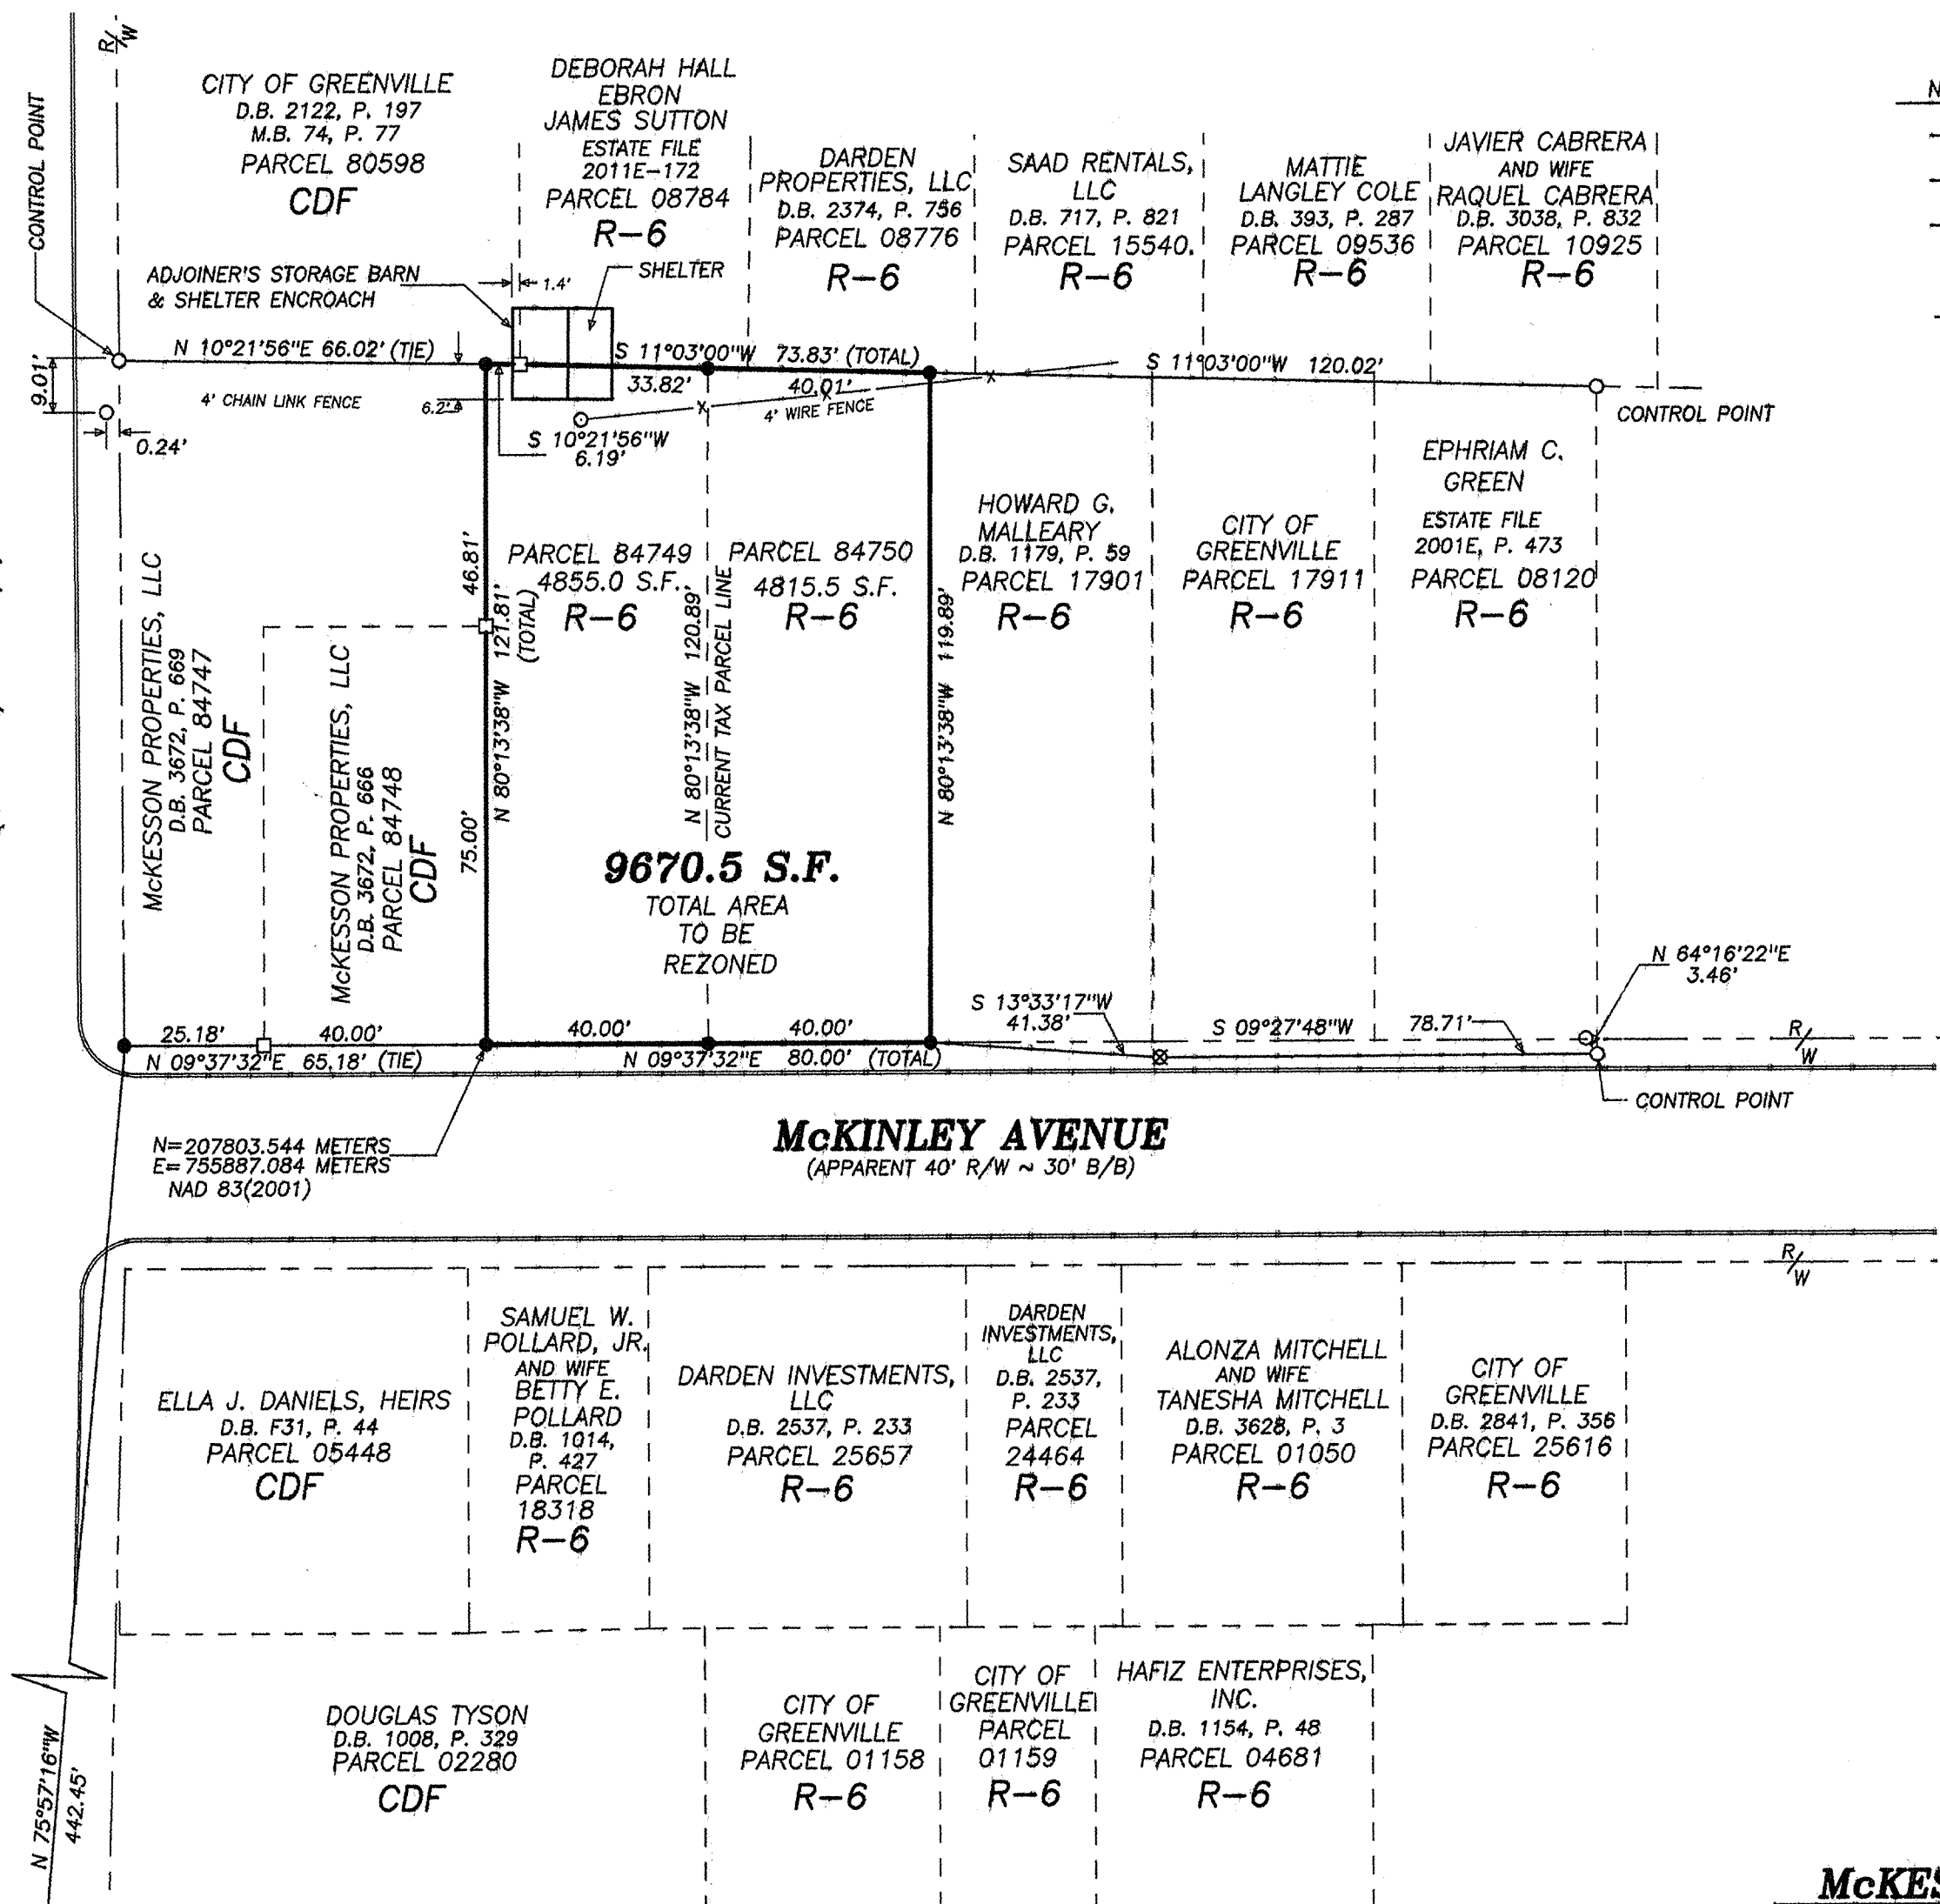 R/W
CITY OF GREENVILLE
D.B. 2122, P. 197
M.B. 74, P. 77
PARCEL 80598
CDF
DEBORAH HALL
EBRON
JAMES SUTTON
ESTATE FILE
2011E-172
PARCEL 08784
R-6
DARDEN
PROPERTIES, LLC
D.B. 2374, P. 756
PARCEL 08776
R-6
SAAD RENTALS,
LLC
D.B. 717, P. 821
PARCEL 15540.
R-6
MATTIE
LANGLEY COLE
D.B. 393, P. 287
PARCEL 09536
R-6
JAVIER CABRERA
AND WIFE
RAQUEL CABRERA
D.B. 3038, P. 832
PARCEL 10925
R-6
N
CONTROL POINT
ADJOINER'S STORAGE BARN
& SHELTER ENCROACH
1.4'
SHELTER
N 10°21'56"E 66.02' (TIE)
S 11°03'00"W 73.83' (TOTAL)
S 11°03'00"W 120.02'
33.82'
40.01'
4' WIRE FENCE
9.01'
4' CHAIN LINK FENCE
6.2'
0.24'
S 10°21'56"W
6.19'
CONTROL POINT
McKESSON PROPERTIES, LLC
D.B. 3672, P. 669
PARCEL 84747
CDF
McKESSON PROPERTIES, LLC
D.B. 3672, P. 666
PARCEL 84748
CDF
46.81'
75.00'
N 80°13'38"W 121.81'
(TOTAL)
PARCEL 84749
4855.0 S.F.
R-6
N 80°13'38"W 120.89'
CURRENT TAX PARCEL LINE
PARCEL 84750
4815.5 S.F.
R-6
N 80°13'38"W 119.89'
HOWARD G.
MALLEARY
D.B. 1179, P. 59
PARCEL 17901
R-6
CITY OF
GREENVILLE
PARCEL 17911
R-6
EPHRIAM C.
GREEN
ESTATE FILE
2001E, P. 473
PARCEL 08120
R-6
9670.5 S.F.
TOTAL AREA
TO BE
REZONED
N 64°16'22"E
3.46'
25.18'
40.00'
N 09°37'32"E 65.18' (TIE)
40.00'
40.00'
N 09°37'32"E 80.00' (TOTAL)
S 13°33'17"W
41.38'
S 09°27'48"W
78.71'
R/W
CONTROL POINT
N=207803.544 METERS
E=755887.084 METERS
NAD 83(2001)
McKINLEY AVENUE
(APPARENT 40' R/W ~ 30' B/B)
R/W
ELLA J. DANIELS, HEIRS
D.B. F31, P. 44
PARCEL 05448
CDF
SAMUEL W.
POLLARD, JR.
AND WIFE
BETTY E.
POLLARD
D.B. 1014,
P. 427
PARCEL
18318
R-6
DARDEN INVESTMENTS,
LLC
D.B. 2537, P. 233
PARCEL 25657
R-6
DARDEN
INVESTMENTS,
LLC
D.B. 2537,
P. 233
PARCEL
24464
R-6
ALONZA MITCHELL
AND WIFE
TANESHA MITCHELL
D.B. 3628, P. 3
PARCEL 01050
R-6
CITY OF
GREENVILLE
D.B. 2841, P. 356
PARCEL 25616
R-6
N 75°57'16"W
442.45'
DOUGLAS TYSON
D.B. 1008, P. 329
PARCEL 02280
CDF
CITY OF
GREENVILLE
PARCEL 01158
R-6
CITY OF
GREENVILLE
PARCEL
01159
R-6
HAFIZ ENTERPRISES,
INC.
D.B. 1154, P. 48
PARCEL 04681
R-6
McKES